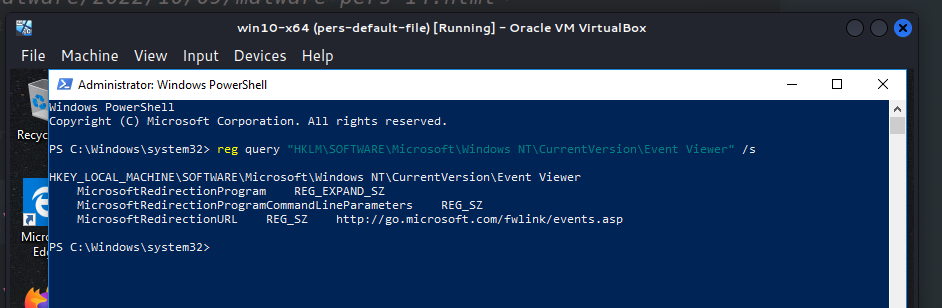 malware/2022/10/09/malware-pers-14.html
win10-x64 (pers-default-file) [Running] - Oracle VM VirtualBox
File Machine View Input Devices Help
Administrator: Windows PowerShell
Windows PowerShell
Copyright (C) Microsoft Corporation. All rights reserved.
Recyc
PS C:\Windows\system32> reg query "HKLM\SOFTWARE\Microsoft\Windows NT\CurrentVersion\Event Viewer" /s
HKEY_LOCAL_MACHINE\SOFTWARE\Microsoft\Windows NT\CurrentVersion\Event Viewer
MicrosoftRedirectionProgram REG_EXPAND_SZ
MicrosoftRedirectionProgramCommandLineParameters REG_SZ
MicrosoftRedirectionURL REG_SZ http://go.microsoft.com/fwlink/events.asp
Micro
Edg
PS C:\Windows\system32>